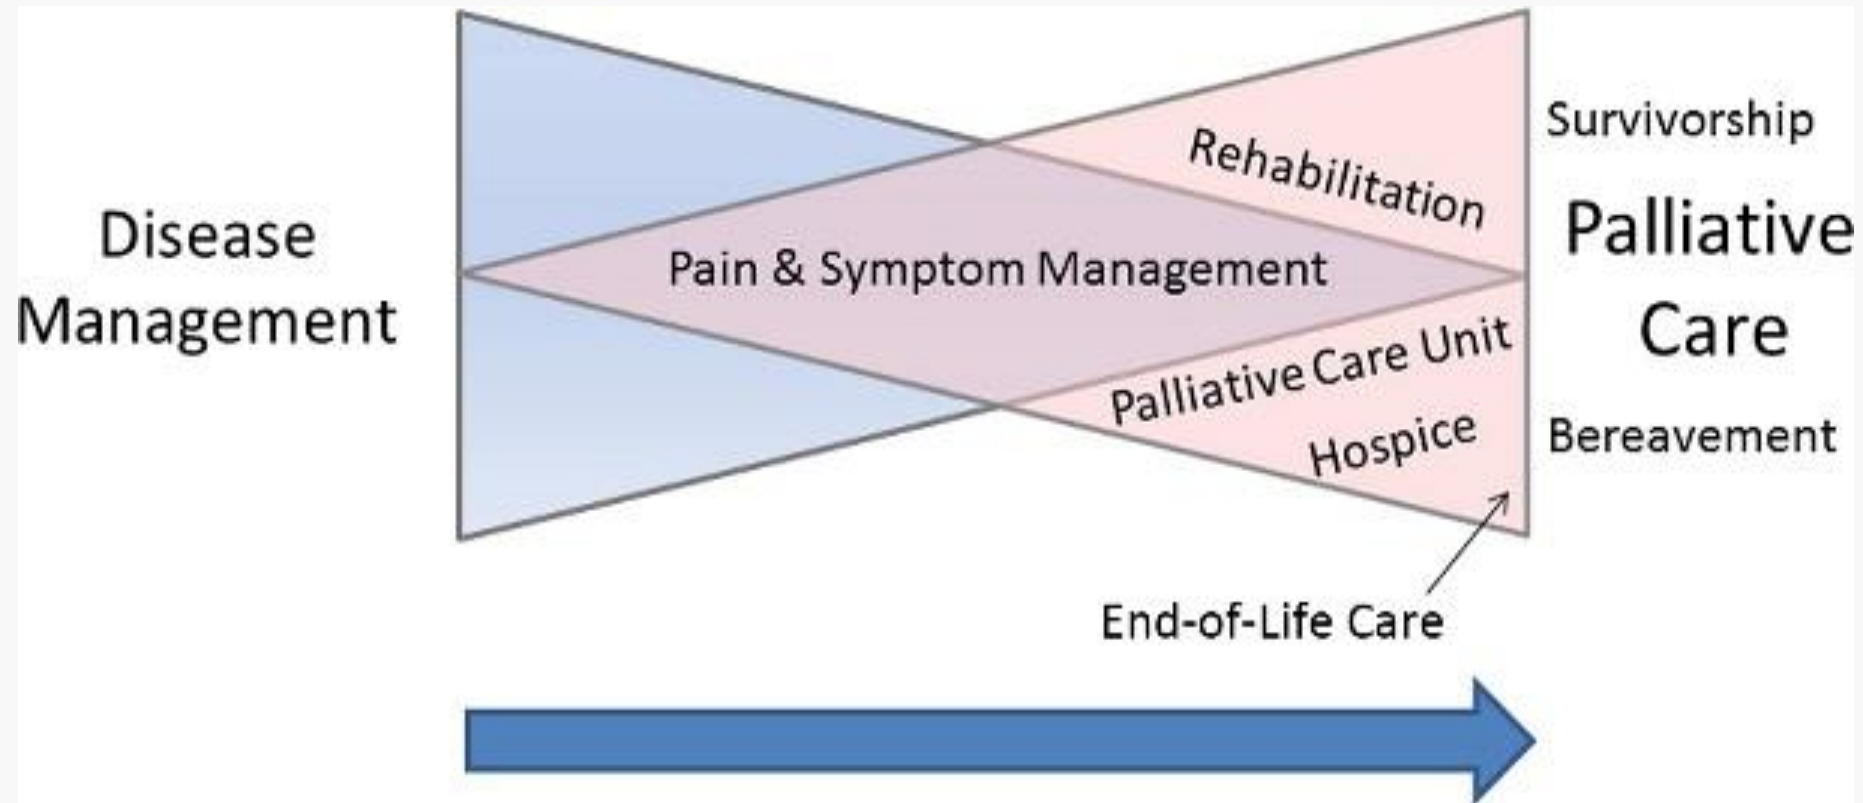 Disease
Management
Pain & Symptom Management
Rehabilitation
Palliative Care Unit
Hospice
End-of-Life Care
Survivorship
Palliative
Care
Bereavement